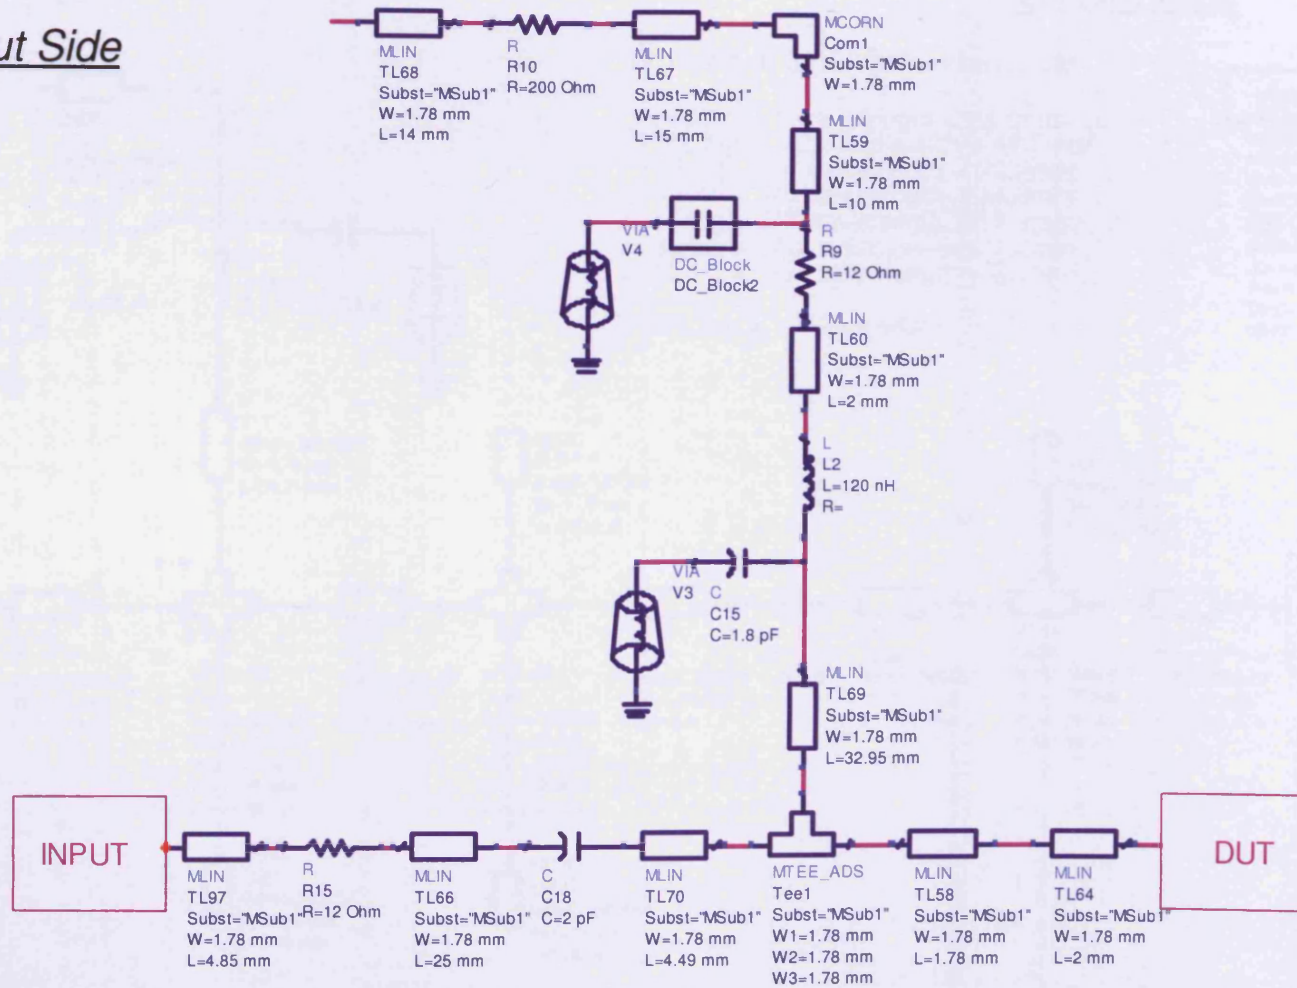 ut Side
MLIN
TL68
Subst="MSub1"
W=1.78 mm
L=14 mm
R
R10
R=200 Ohm
MLIN
TL67
Subst="MSub1"
W=1.78 mm
L=15 mm
MCORN
Corn1
Subst="MSub1"
W=1.78 mm
MLIN
TL59
Subst="MSub1"
W=1.78 mm
L=10 mm
VIA
V4
DC_Block
DC_Block2
R
R9
R=12 Ohm
MLIN
TL60
Subst="MSub1"
W=1.78 mm
L=2 mm
L
L2
L=120 nH
R=
VIA
V3
C
C15
C=1.8 pF
MLIN
TL69
Subst="MSub1"
W=1.78 mm
L=32.95 mm
INPUT
MLIN
TL97
Subst="MSub1"
W=1.78 mm
L=4.85 mm
R
R15
R=12 Ohm
MLIN
TL66
Subst="MSub1"
W=1.78 mm
L=25 mm
C
C18
C=2 pF
MLIN
TL70
Subst="MSub1"
W=1.78 mm
L=4.49 mm
MTEE_ADS
Tee1
Subst="MSub1"
W1=1.78 mm
W2=1.78 mm
W3=1.78 mm
MLIN
TL58
Subst="MSub1"
W=1.78 mm
L=1.78 mm
MLIN
TL64
Subst="MSub1"
W=1.78 mm
L=2 mm
DUT